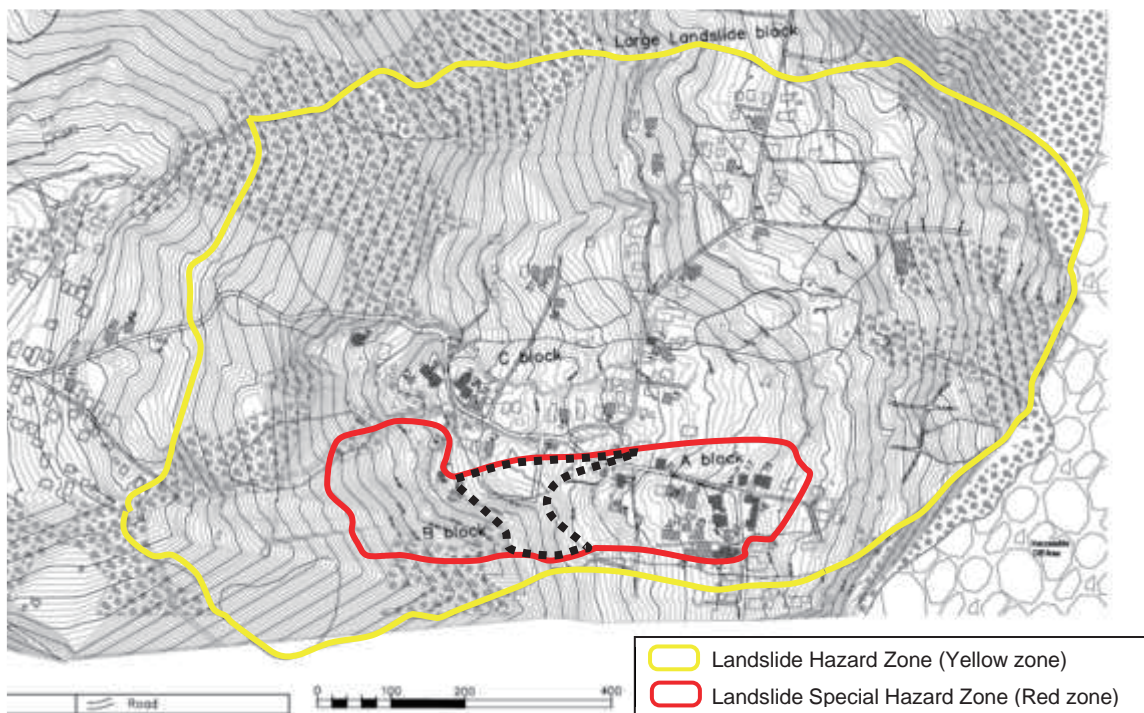 Large Landslide block
C block
A block
B block
Landslide Hazard Zone (Yellow zone)
Road
0 100 200 400
Landslide Special Hazard Zone (Red zone)